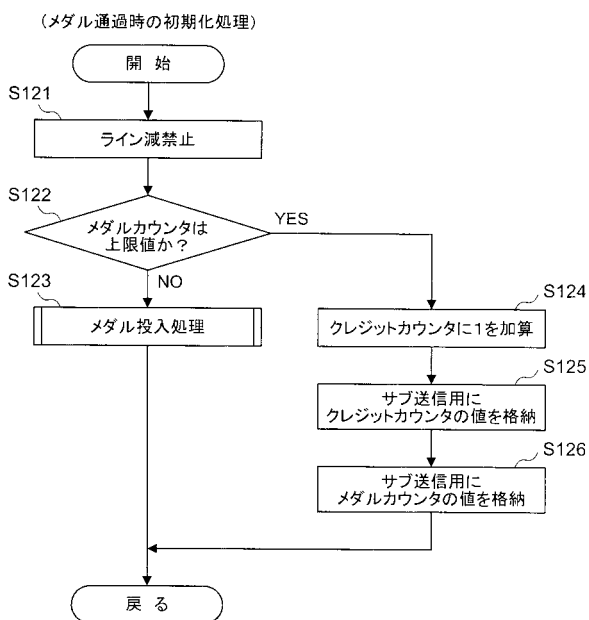 (メダル通過時の初期化処理)
開 始
S121
ライン減禁止
S122
メダルカウンタは
上限値か?
YES
NO
S123
メダル投入処理
S124
クレジットカウンタに1を加算
S125
サブ送信用に
クレジットカウンタの値を格納
S126
サブ送信用に
メダルカウンタの値を格納
戻 る